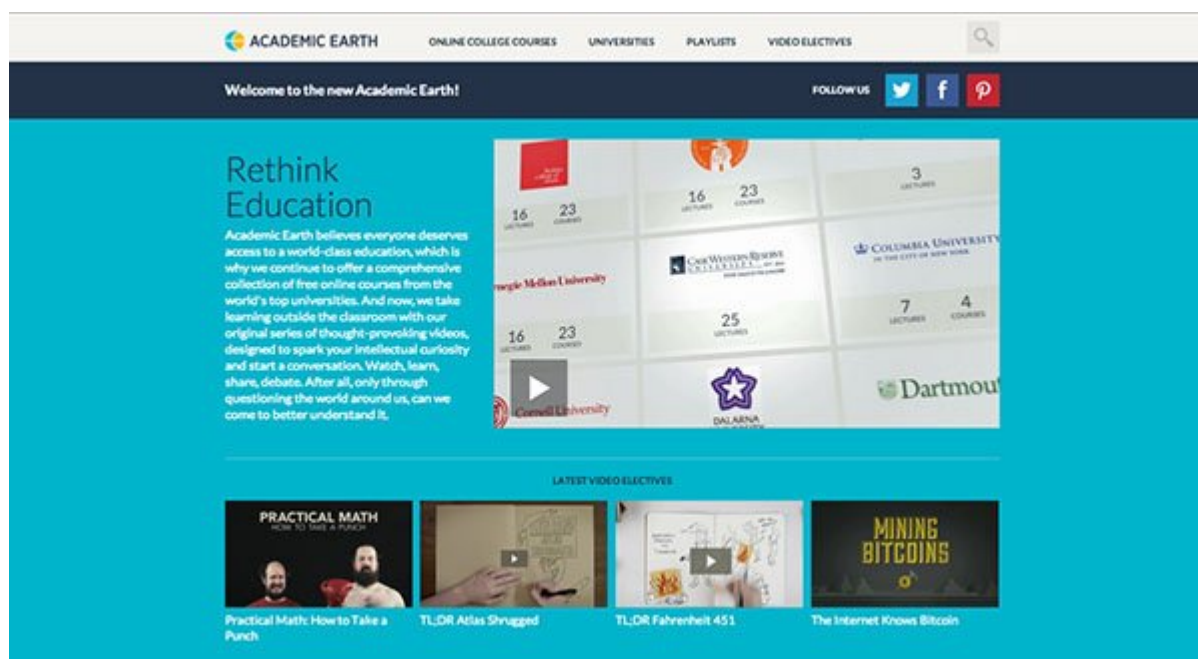 ACADEMIC EARTH
ONLINE COLLEGE COURSES
UNIVERSITIES
PLAYLISTS
VIDEO ELECTIVES
Welcome to the new Academic Earth!
FOLLOW US
Rethink
Education
Academic Earth believes everyone deserves
access to a world-class education, which is
why we continue to offer a comprehensive
collection of free online courses from the
world's top universities. And now, we take
learning outside the classroom with our
original series of thought-provoking videos,
designed to spark your intellectual curiosity
and start a conversation. Watch, learn,
share, debate. After all, only through
questioning the world around us, can we
come to better understand it.
16 23
LECTURES COURSES
16 23
LECTURES COURSES
3
LECTURES
negie Mellon University
16 23
LECTURES COURSES
CASE WESTERN RESERVE
UNIVERSITY
25
LECTURES
COLUMBIA UNIVERSITY
IN THE CITY OF NEW YORK
7 4
LECTURES COURSES
Cornell University
DALARNA
Dartmou
LATEST VIDEO ELECTIVES
PRACTICAL MATH
HOW TO TAKE A PUNCH
Practical Math: How to Take a
Punch
TL;DR Atlas Shrugged
TL;DR Fahrenheit 451
MINING
BITCOINS
The Internet Knows Bitcoin